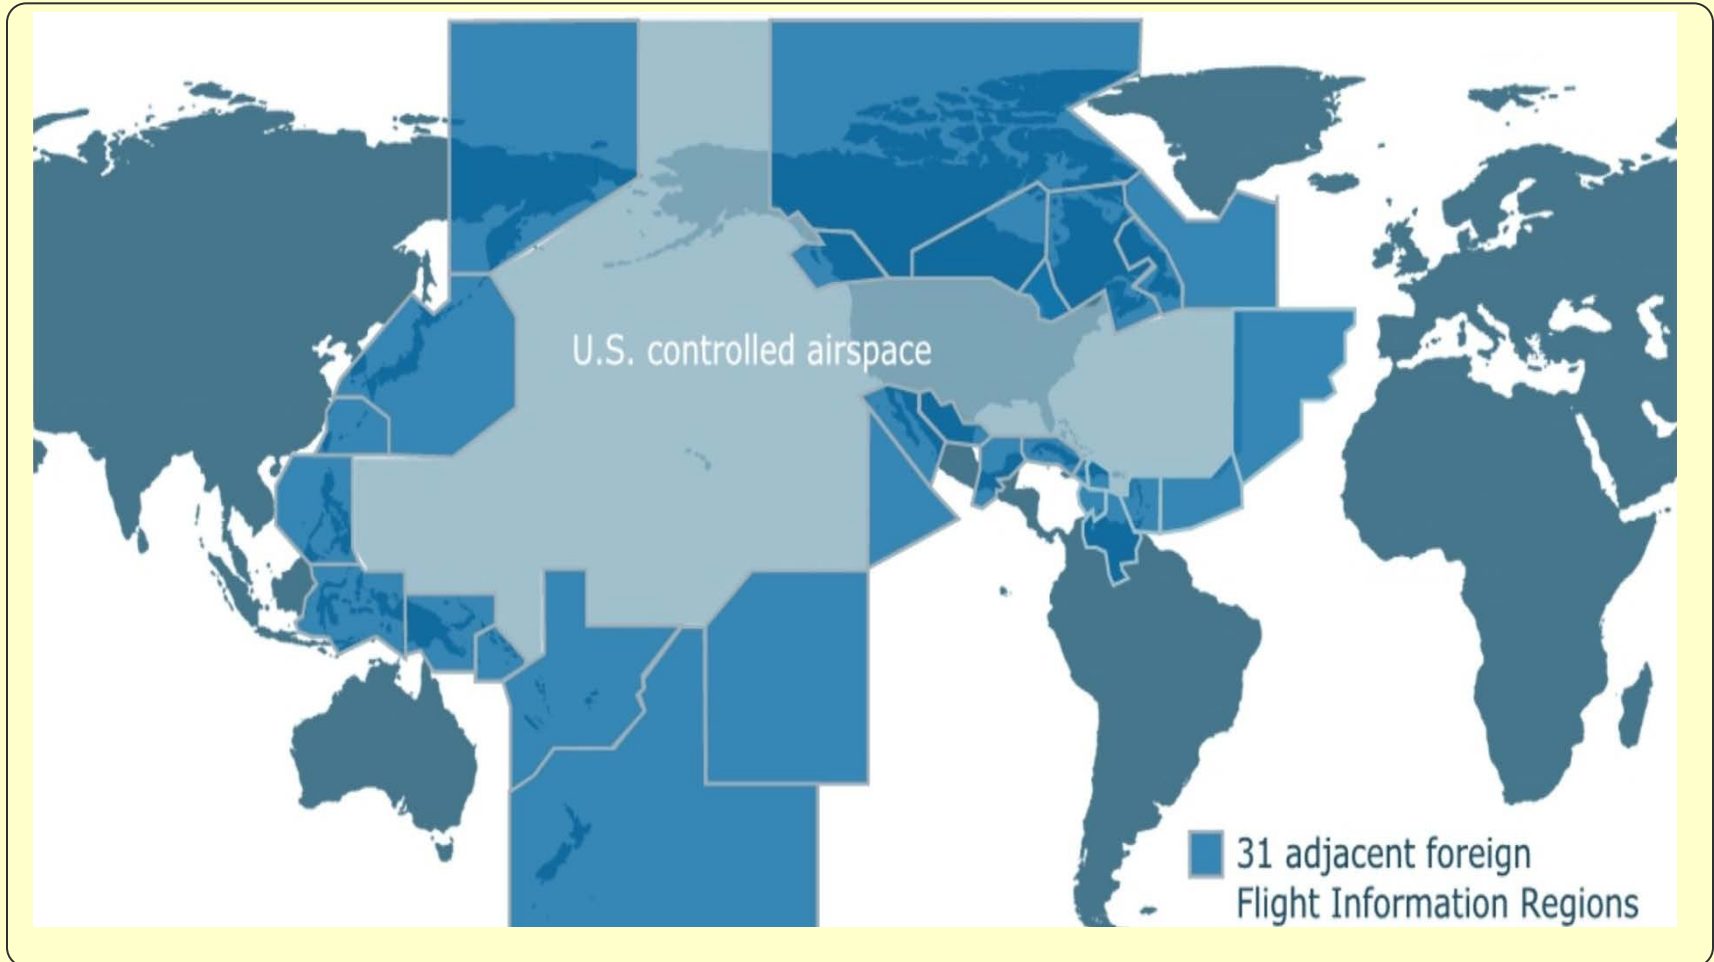 U.S. controlled airspace
31 adjacent foreign
Flight Information Regions